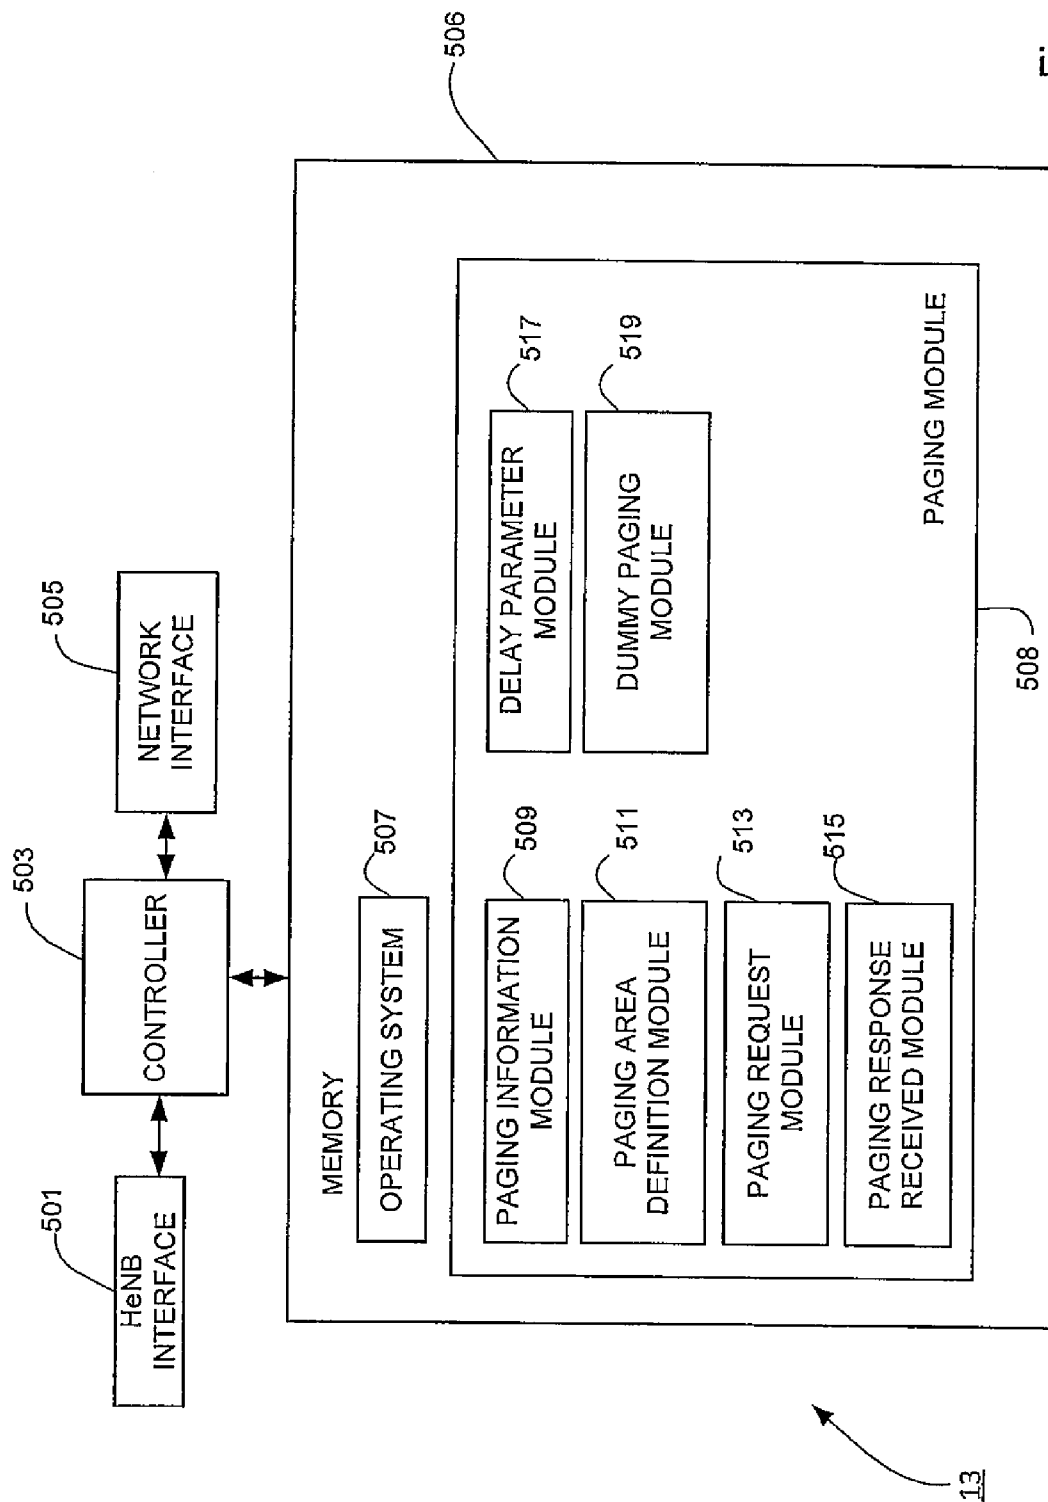 501
HeNB
INTERFACE
503
CONTROLLER
505
NETWORK
INTERFACE
506
MEMORY
507
OPERATING SYSTEM
509
PAGING INFORMATION
MODULE
511
PAGING AREA
DEFINITION MODULE
513
PAGING REQUEST
MODULE
515
PAGING RESPONSE
RECEIVED MODULE
517
DELAY PARAMETER
MODULE
519
DUMMY PAGING
MODULE
PAGING MODULE
508
13